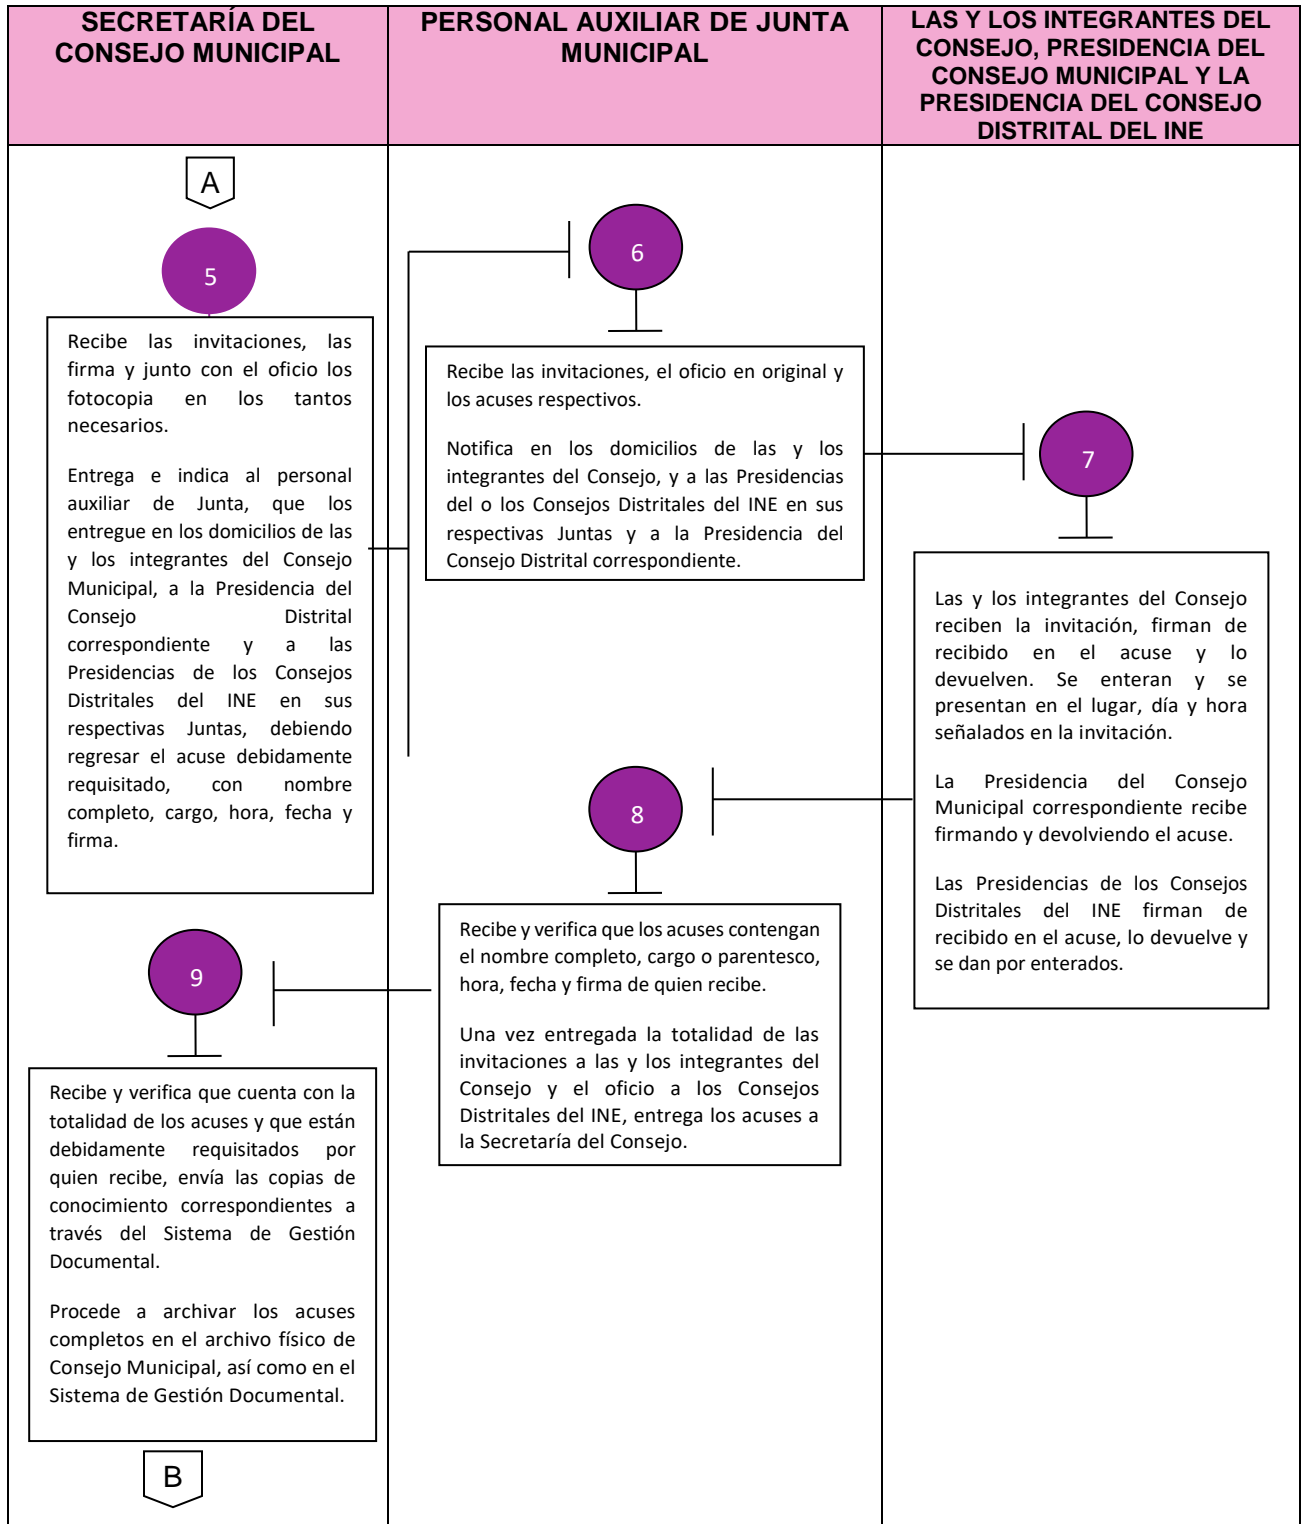 SECRETARÍA DEL
CONSEJO MUNICIPAL
PERSONAL AUXILIAR DE JUNTA
MUNICIPAL
LAS Y LOS INTEGRANTES DEL
CONSEJO, PRESIDENCIA DEL
CONSEJO MUNICIPAL Y LA
PRESIDENCIA DEL CONSEJO
DISTRITAL DEL INE
A
5
Recibe las invitaciones, las
firma y junto con el oficio los
fotocopia en los tantos
necesarios.
Entrega e indica al personal
auxiliar de Junta, que los
entregue en los domicilios de las
y los integrantes del Consejo
Municipal, a la Presidencia del
Consejo Distrital
correspondiente y a las
Presidencias de los Consejos
Distritales del INE en sus
respectivas Juntas, debiendo
regresar el acuse debidamente
requisitado, con nombre
completo, cargo, hora, fecha y
firma.
6
Recibe las invitaciones, el oficio en original y
los acuses respectivos.
Notifica en los domicilios de las y los
integrantes del Consejo, y a las Presidencias
del o los Consejos Distritales del INE en sus
respectivas Juntas y a la Presidencia del
Consejo Distrital correspondiente.
7
Las y los integrantes del Consejo
reciben la invitación, firman de
recibido en el acuse y lo
devuelven. Se enteran y se
presentan en el lugar, día y hora
señalados en la invitación.
La Presidencia del Consejo
Municipal correspondiente recibe
firmando y devolviendo el acuse.
Las Presidencias de los Consejos
Distritales del INE firman de
recibido en el acuse, lo devuelve y
se dan por enterados.
8
Recibe y verifica que los acuses contengan
el nombre completo, cargo o parentesco,
hora, fecha y firma de quien recibe.
Una vez entregada la totalidad de las
invitaciones a las y los integrantes del
Consejo y el oficio a los Consejos
Distritales del INE, entrega los acuses a
la Secretaría del Consejo.
9
Recibe y verifica que cuenta con la
totalidad de los acuses y que están
debidamente requisitados por
quien recibe, envía las copias de
conocimiento correspondientes a
través del Sistema de Gestión
Documental.
Procede a archivar los acuses
completos en el archivo físico de
Consejo Municipal, así como en el
Sistema de Gestión Documental.
B